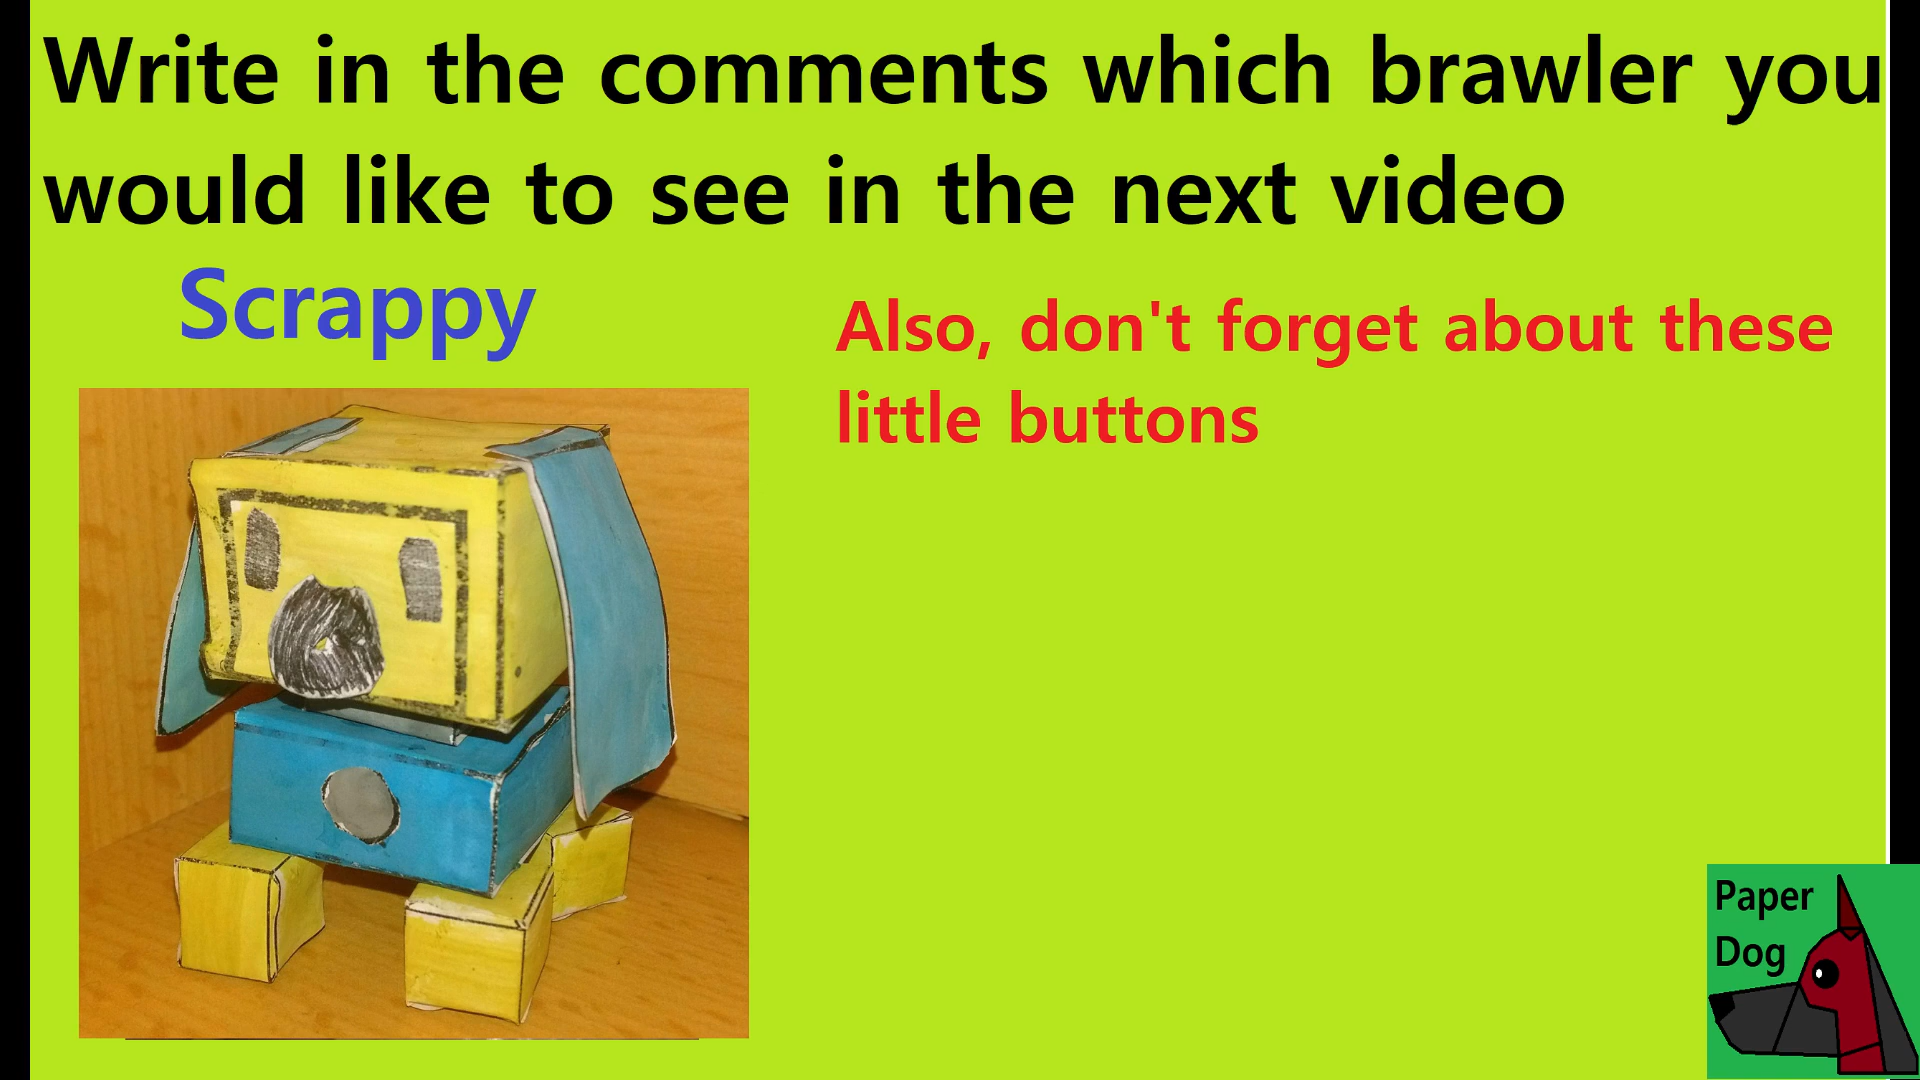 Write in the comments which brawler you
would like to see in the next video
Scrappy
Also, don't forget about these
little buttons
Paper
Dog